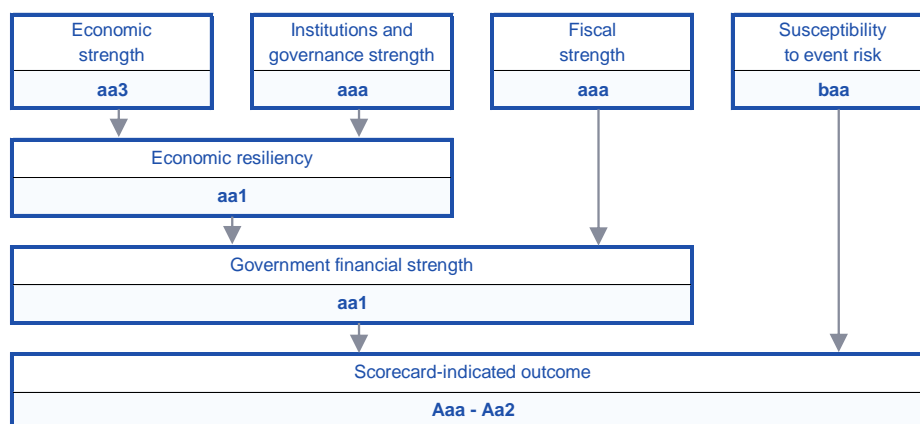 Economic
strength
aa3
Institutions and
governance strength
aaa
Fiscal
strength
aaa
Susceptibility
to event risk
baa
Economic resiliency
aa1
Government financial strength
aa1
Scorecard-indicated outcome
Aaa - Aa2